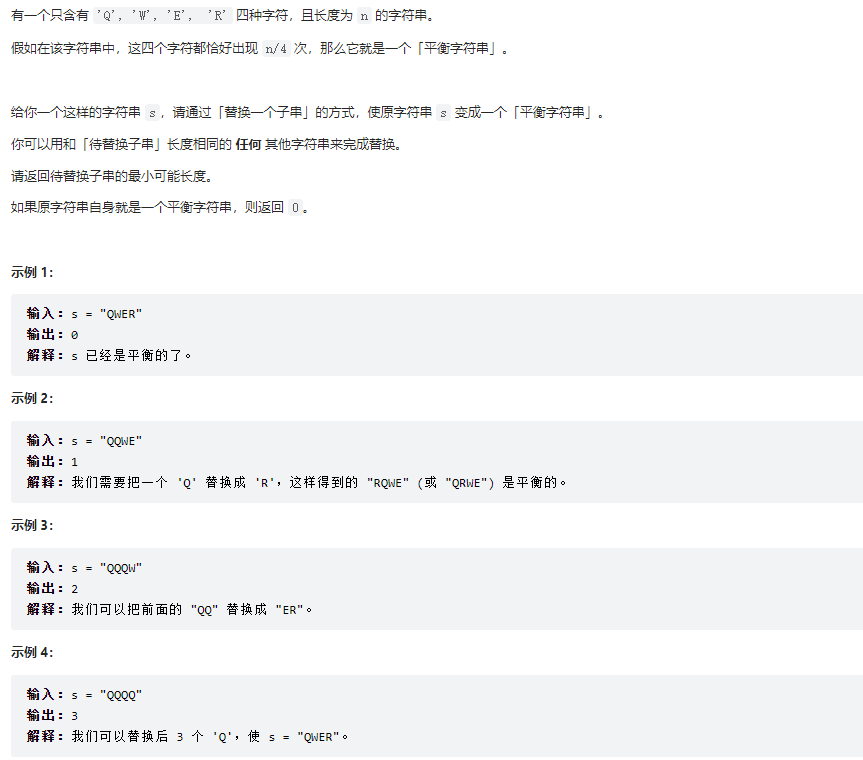 有一个只含有 'Q', 'W', 'E', 'R' 四种字符，且长度为 n 的字符串。
假如在该字符串中，这四个字符都恰好出现 n/4 次，那么它就是一个「平衡字符串」。
给你一个这样的字符串 s，请通过「替换一个子串」的方式，使原字符串 s 变成一个「平衡字符串」。
你可以用和「待替换子串」长度相同的 任何 其他字符串来完成替换。
请返回待替换子串的最小可能长度。
如果原字符串自身就是一个平衡字符串，则返回 0。
示例 1：
输入：s = "QWER"
输出：0
解释：s 已经是平衡的了。
示例 2：
输入：s = "QQWE"
输出：1
解释：我们需要把一个 'Q' 替换成 'R'，这样得到的 "RQWE" (或 "QRWE") 是平衡的。
示例 3：
输入：s = "QQQW"
输出：2
解释：我们可以把前面的 "QQ" 替换成 "ER"。
示例 4：
输入：s = "QQQQ"
输出：3
解释：我们可以替换后 3 个 'Q'，使 s = "QWER"。